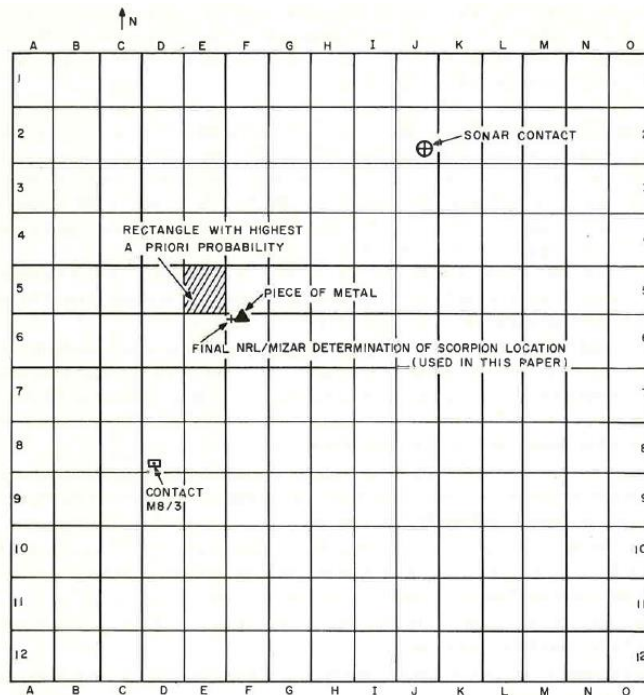 N
A B C D E F G H I J K L M N O
1
2 SONAR CONTACT 2
3 3
4 4
RECTANGLE WITH HIGHEST
A PRIORI PROBABILITY
5 PIECE OF METAL 5
6 6
FINAL NRL/MIZAR DETERMINATION OF SCORPION LOCATION
(USED IN THIS PAPER)
7 7
8 8
CONTACT
M8/3
9 9
10 10
11 11
12 12
A B C D E F G H I J K L M N O